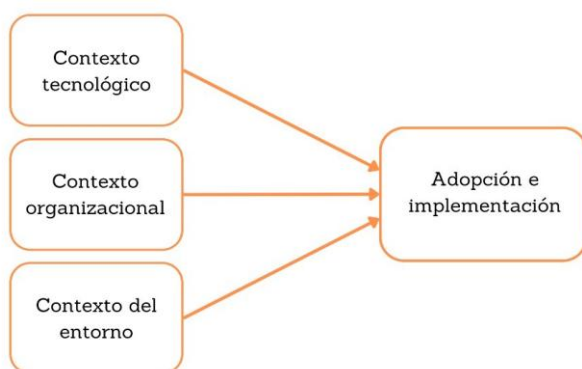 Contexto
tecnológico
Contexto
organizacional
Contexto del
entorno
Adopción e
implementación